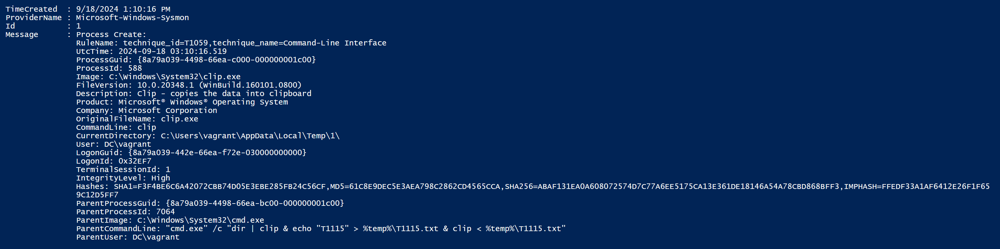 TimeCreated  : 9/18/2024 1:10:16 PM
ProviderName : Microsoft-Windows-Sysmon
Id           : 1
Message      : Process Create:
               RuleName: technique_id=T1059,technique_name=Command-Line Interface
               UtcTime: 2024-09-18 03:10:16.519
               ProcessGuid: {8a79a039-4498-66ea-c000-000000001c00}
               ProcessId: 588
               Image: C:\Windows\System32\clip.exe
               FileVersion: 10.0.20348.1 (WinBuild.160101.0800)
               Description: Clip - copies the data into clipboard
               Product: Microsoft® Windows® Operating System
               Company: Microsoft Corporation
               OriginalFileName: clip.exe
               CommandLine: clip
               CurrentDirectory: C:\Users\vagrant\AppData\Local\Temp\1\
               User: DC\vagrant
               LogonGuid: {8a79a039-442e-66ea-f72e-030000000000}
               LogonId: 0x32EF7
               TerminalSessionId: 1
               IntegrityLevel: High
               Hashes: SHA1=F3F4BE6C6A42072CBB74D05E3EBE285FB24C56CF,MD5=61C8E9DEC5E3AEA798C2862CD4565CCA,SHA256=ABAF131EA0A608072574D7C77A6EE5175CA13E361DE18146A54A78CBD868BFF3,IMPHASH=FFEDF33A1AF6412E26F1F65
               9C12D5FF7
               ParentProcessGuid: {8a79a039-4498-66ea-bc00-000000001c00}
               ParentProcessId: 7064
               ParentImage: C:\Windows\System32\cmd.exe
               ParentCommandLine: "cmd.exe" /c "dir | clip & echo "T1115" > %temp%\T1115.txt & clip < %temp%\T1115.txt"
               ParentUser: DC\vagrant